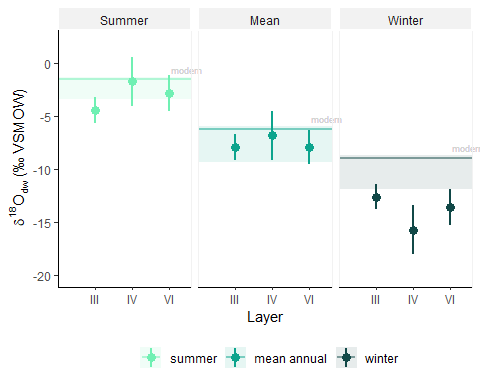 Summer Mean Winter
δ¹⁸O_dw (‰ VSMOW)
0
-5
-10
-15
-20
modern
modern
modern
III IV VI III IV VI III IV VI
Layer
summer mean annual winter